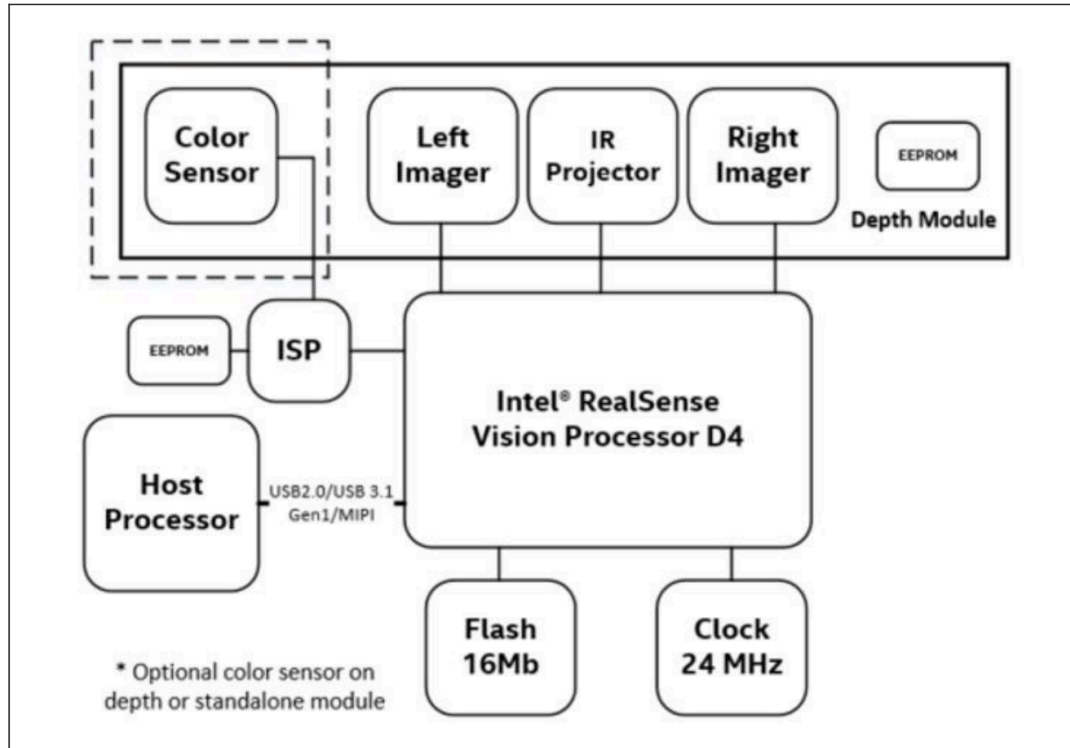 Color
Sensor
Left
Imager
IR
Projector
Right
Imager
EEPROM
Depth Module
EEPROM
ISP
Intel® RealSense
Vision Processor D4
Host
Processor
USB2.0/USB 3.1
Gen1/MIPI
Flash
16Mb
Clock
24 MHz
* Optional color sensor on
depth or standalone module